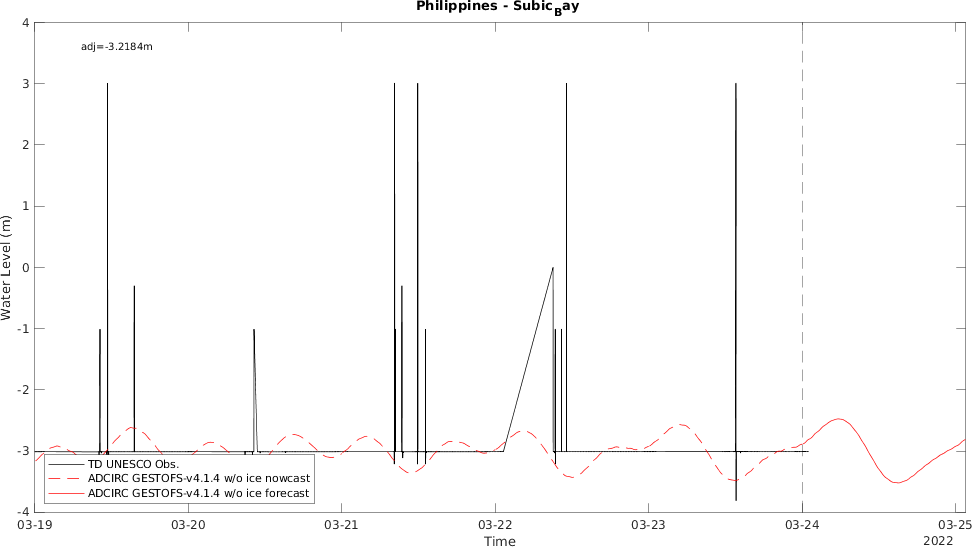 Philippines - Subic_Bay
adj=-3.2184m
Water Level (m)
4
3
2
1
0
-1
-2
-3
-4
TD UNESCO Obs.
ADCIRC GESTOFS-v4.1.4 w/o ice nowcast
ADCIRC GESTOFS-v4.1.4 w/o ice forecast
03-19
03-20
03-21
03-22
03-23
03-24
03-25
Time
2022